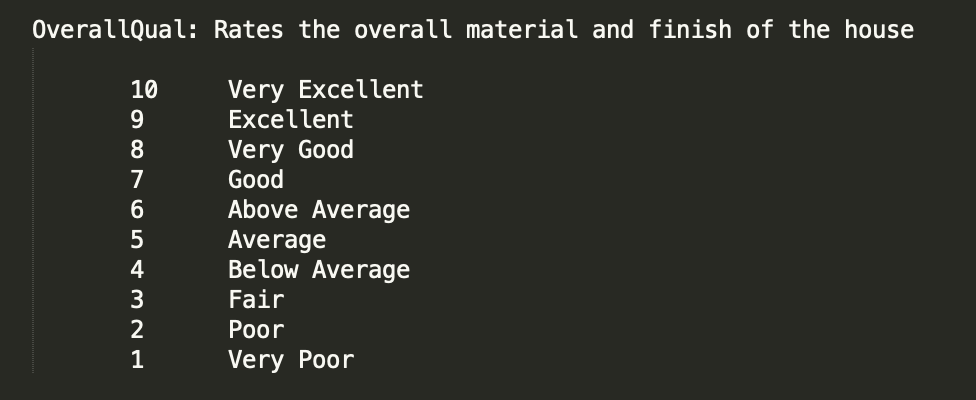 OverallQual: Rates the overall material and finish of the house
10 Very Excellent
9 Excellent
8 Very Good
7 Good
6 Above Average
5 Average
4 Below Average
3 Fair
2 Poor
1 Very Poor